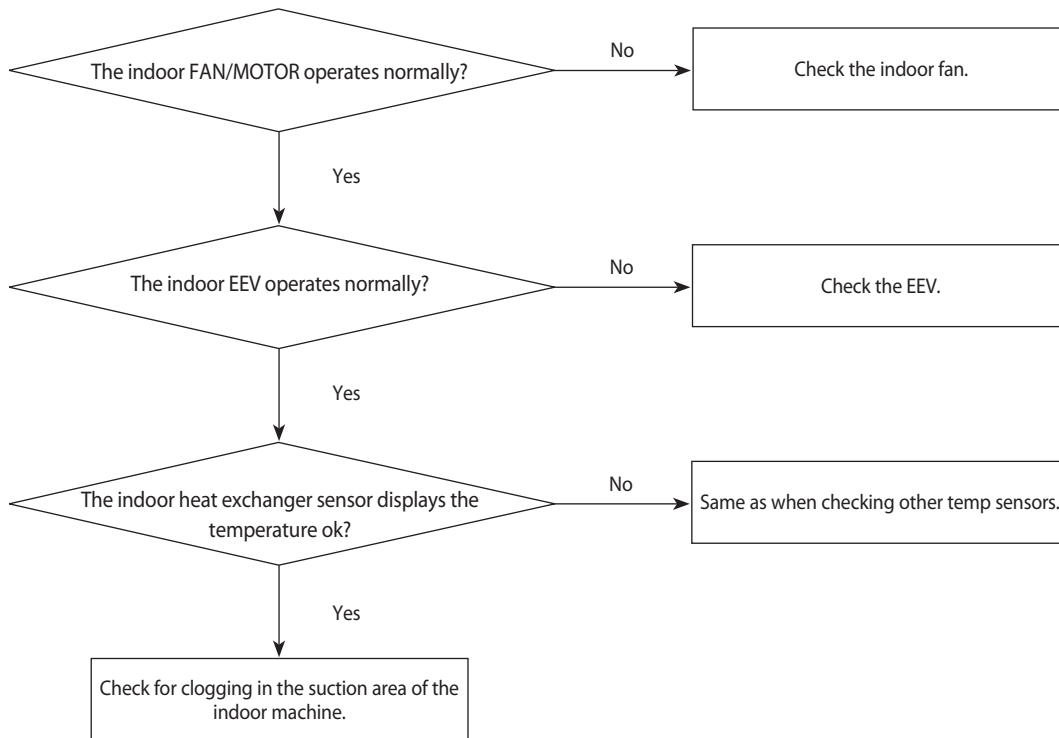 The indoor FAN/MOTOR operates normally?
No
Check the indoor fan.
Yes
The indoor EEV operates normally?
No
Check the EEV.
Yes
The indoor heat exchanger sensor displays the
temperature ok?
No
Same as when checking other temp sensors.
Yes
Check for clogging in the suction area of the
indoor machine.